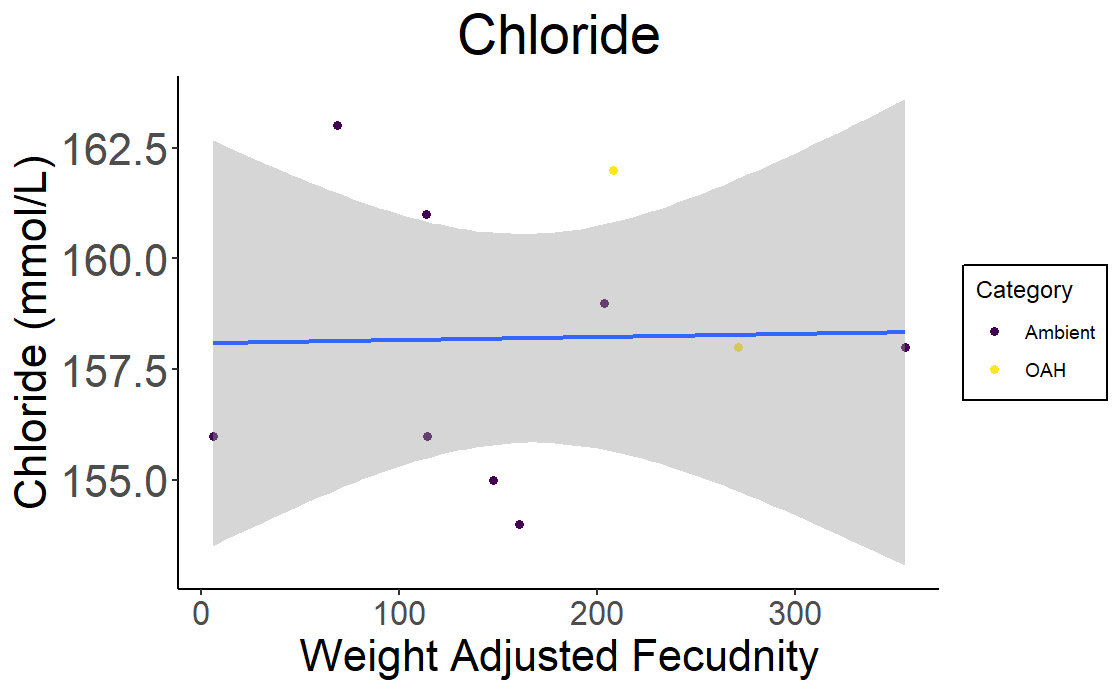 Chloride
Chloride (mmol/L)
162.5
160.0
157.5
155.0
0 100 200 300
Weight Adjusted Fecudnity
Category
Ambient
OAH